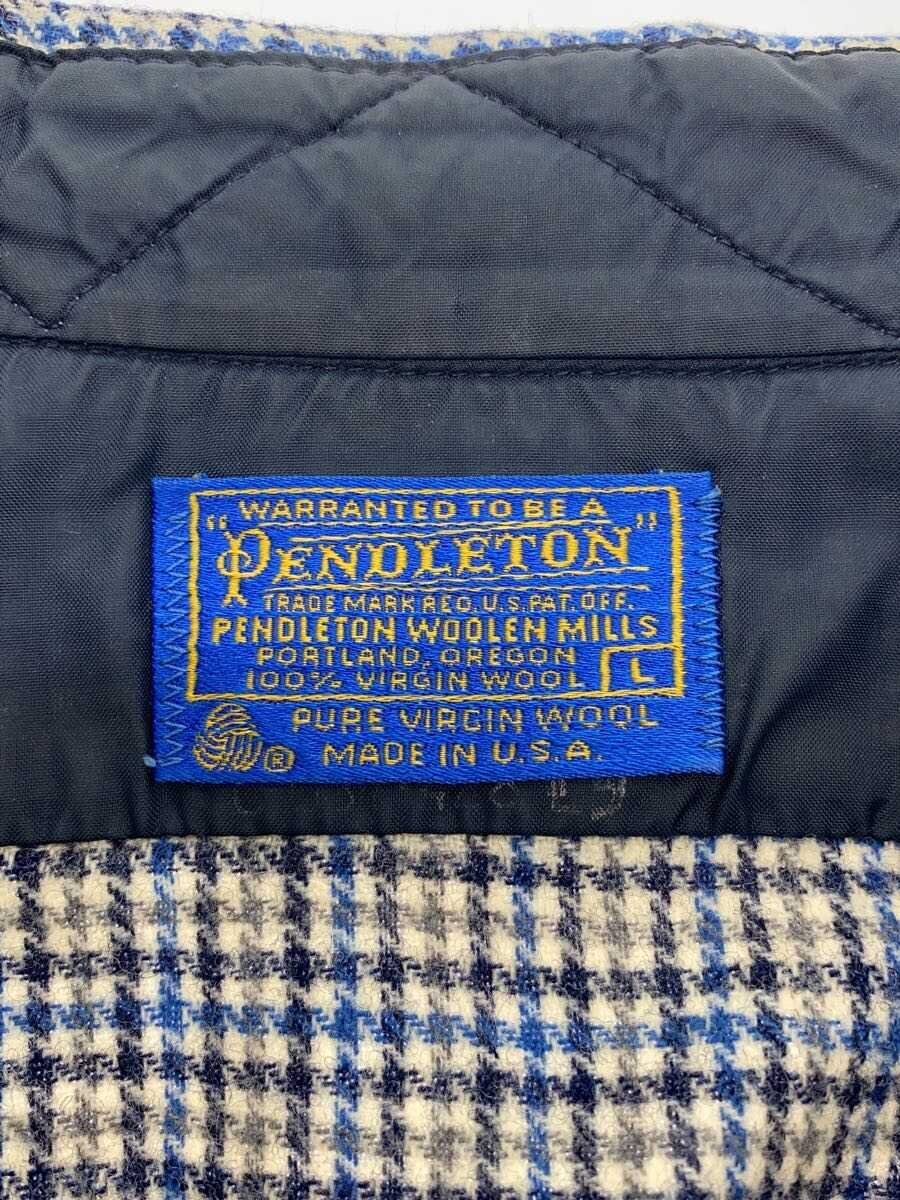 WARRANTED TO BE A
"PENDLETON"
TRADE MARK REG. U.S. PAT. OFF.
PENDLETON WOOLEN MILLS
PORTLAND, OREGON
100% VIRGIN WOOL L
PURE VIRGIN WOOL
® MADE IN U.S.A.